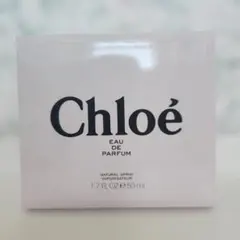 Chloé
EAU
DE
PARFUM
NATURAL SPRAY
VAPORISATEUR
1.7 FL OZ ℮ 50 mL